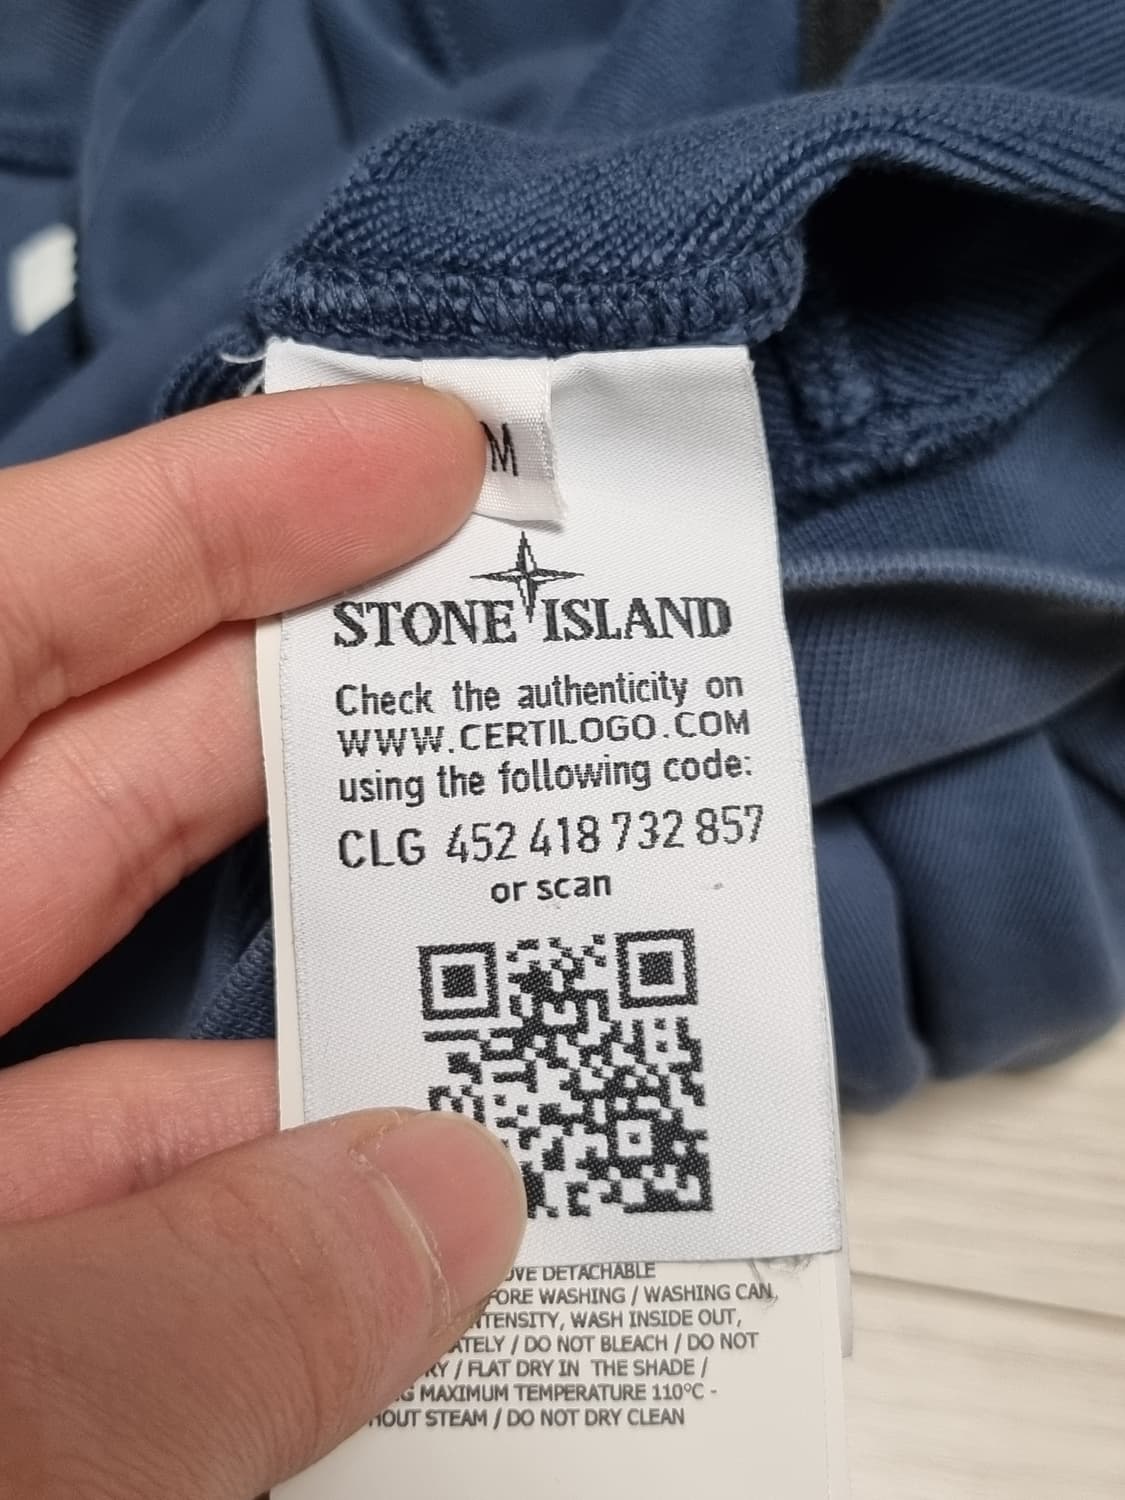 M
STONE ISLAND
Check the authenticity on
WWW.CERTILOGO.COM
using the following code:
CLG 452 418 732 857
or scan
DETACHABLE
WASHING / WASHING CAN
WASH INSIDE OUT,
/ DO NOT BLEACH / DO NOT
/ FLAT DRY IN THE SHADE /
MAXIMUM TEMPERATURE 110°C -
STEAM / DO NOT DRY CLEAN